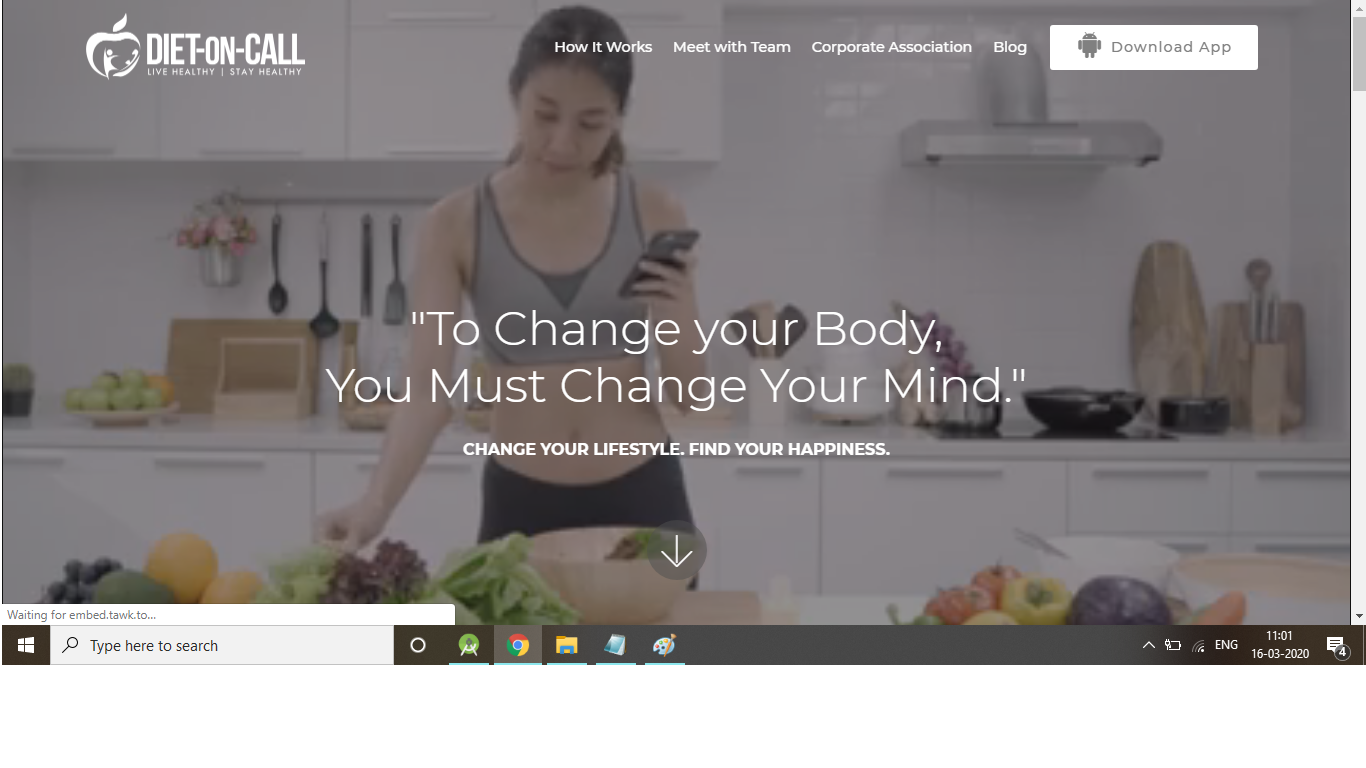 DIET-ON-CALL
LIVE HEALTHY | STAY HEALTHY
How It Works
Meet with Team
Corporate Association
Blog
Download App
"To Change your Body,
You Must Change Your Mind."
CHANGE YOUR LIFESTYLE. FIND YOUR HAPPINESS.
Waiting for embed.tawk.to...
Type here to search
ENG
11:01
16-03-2020
4